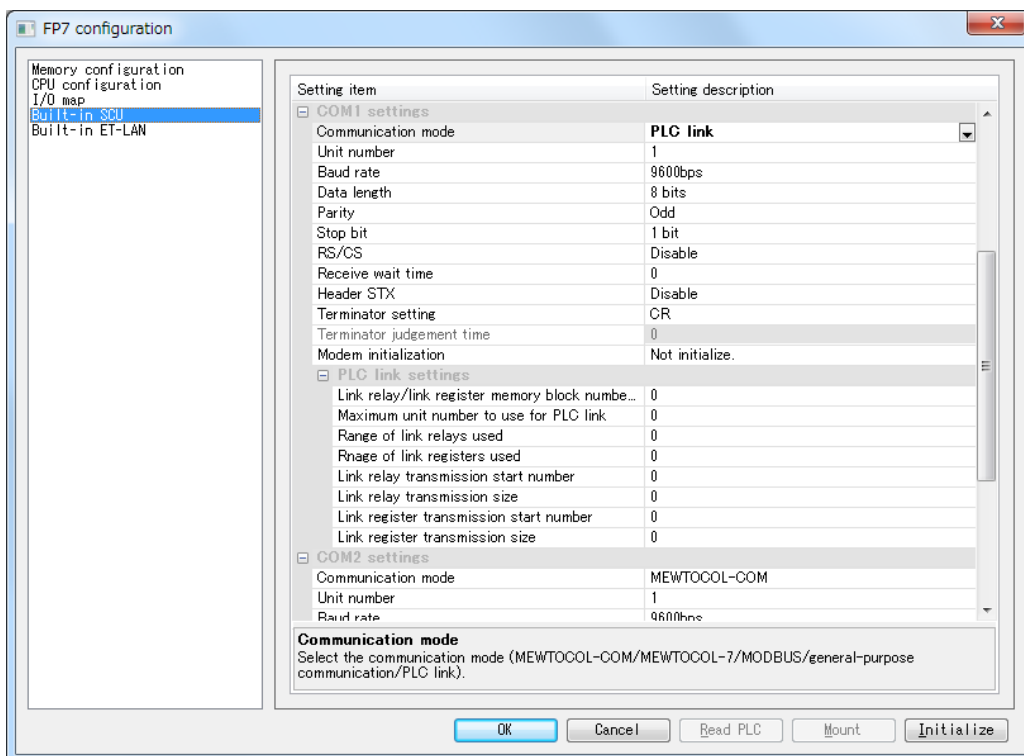 FP7 configuration
Memory configuration
CPU configuration
I/O map
Built-in SCU
Built-in ET-LAN
Setting item Setting description
COM1 settings
Communication mode PLC link
Unit number 1
Baud rate 9600bps
Data length 8 bits
Parity Odd
Stop bit 1 bit
RS/CS Disable
Receive wait time 0
Header STX Disable
Terminator setting CR
Terminator judgement time 0
Modem initialization Not initialize.
PLC link settings
Link relay/link register memory block numbe... 0
Maximum unit number to use for PLC link 0
Range of link relays used 0
Rnage of link registers used 0
Link relay transmission start number 0
Link relay transmission size 0
Link register transmission start number 0
Link register transmission size 0
COM2 settings
Communication mode MEWTOCOL-COM
Unit number 1
Baud rate 9600bps
Communication mode
Select the communication mode (MEWTOCOL-COM/MEWTOCOL-7/MODBUS/general-purpose
communication/PLC link).
OK Cancel Read PLC Mount Initialize